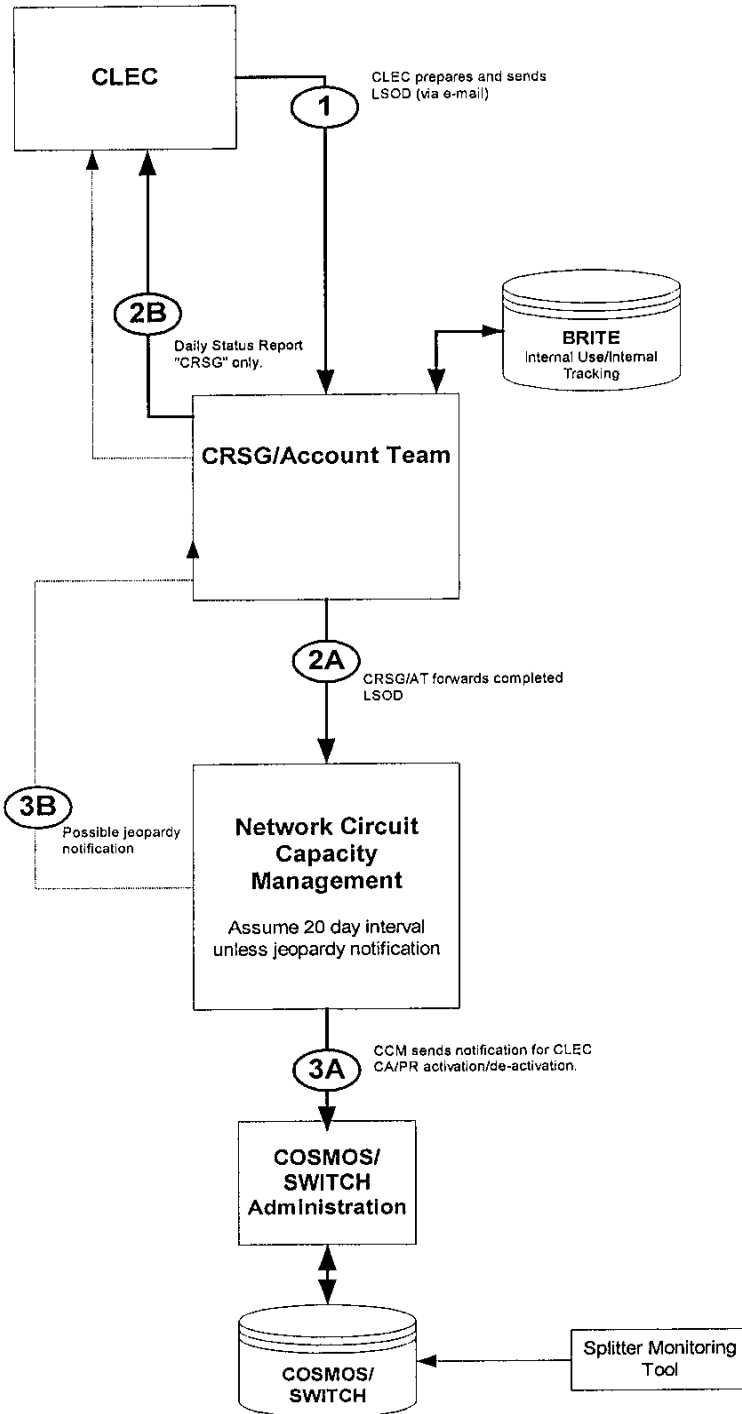 CLEC
1
CLEC prepares and sends
LSOD (via e-mail)
2B
Daily Status Report
"CRSG" only.
BRITE
Internal Use/Internal
Tracking
CRSG/Account Team
2A
CRSG/AT forwards completed
LSOD
3B
Possible jeopardy
notification
Network Circuit
Capacity
Management
Assume 20 day interval
unless jeopardy notification
3A
CCM sends notification for CLEC
CA/PR activation/de-activation.
COSMOS/
SWITCH
Administration
COSMOS/
SWITCH
Splitter Monitoring
Tool